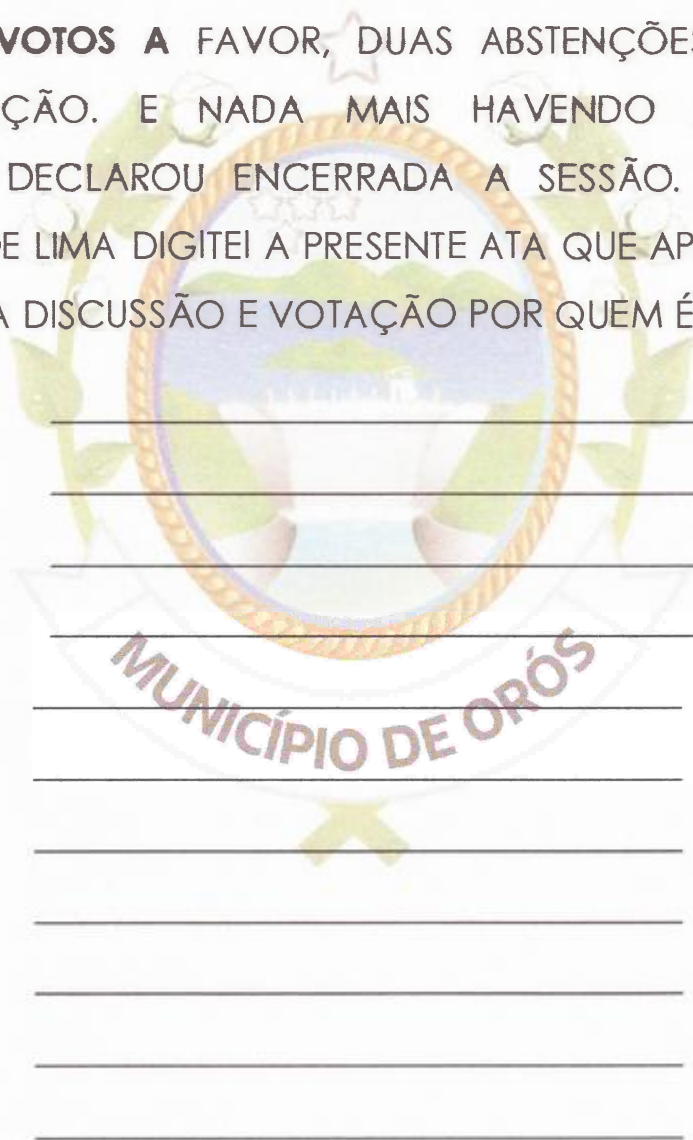 VOTOS A FAVOR, DUAS ABSTENÇÕES
ÇÃO. E NADA MAIS HAVENDO
DECLAROU ENCERRADA A SESSÃO.
DE LIMA DIGITEI A PRESENTE ATA QUE AP
A DISCUSSÃO E VOTAÇÃO POR QUEM É
MUNICÍPIO DE ORÓS